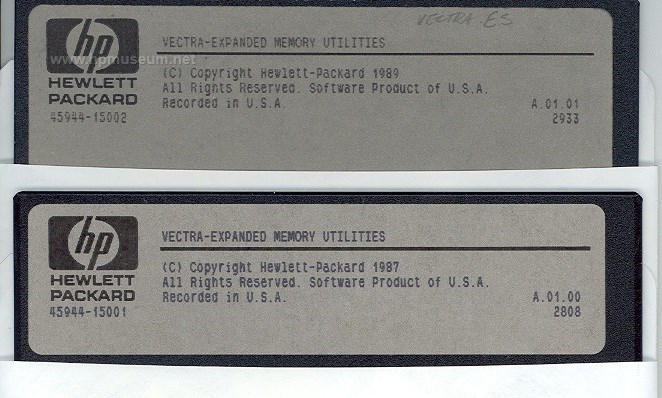 VECTRA ES
hp
VECTRA-EXPANDED MEMORY UTILITIES
www.hpmuseum.net
(C) Copyright Hewlett-Packard 1989
HEWLETT
All Rights Reserved. Software Product of U.S.A.
PACKARD
Recorded in U.S.A. A.01.01
45944-15002 2933
hp
VECTRA-EXPANDED MEMORY UTILITIES
(C) Copyright Hewlett-Packard 1987
HEWLETT
All Rights Reserved. Software Product of U.S.A.
PACKARD
Recorded in U.S.A. A.01.00
45944-15001 2808